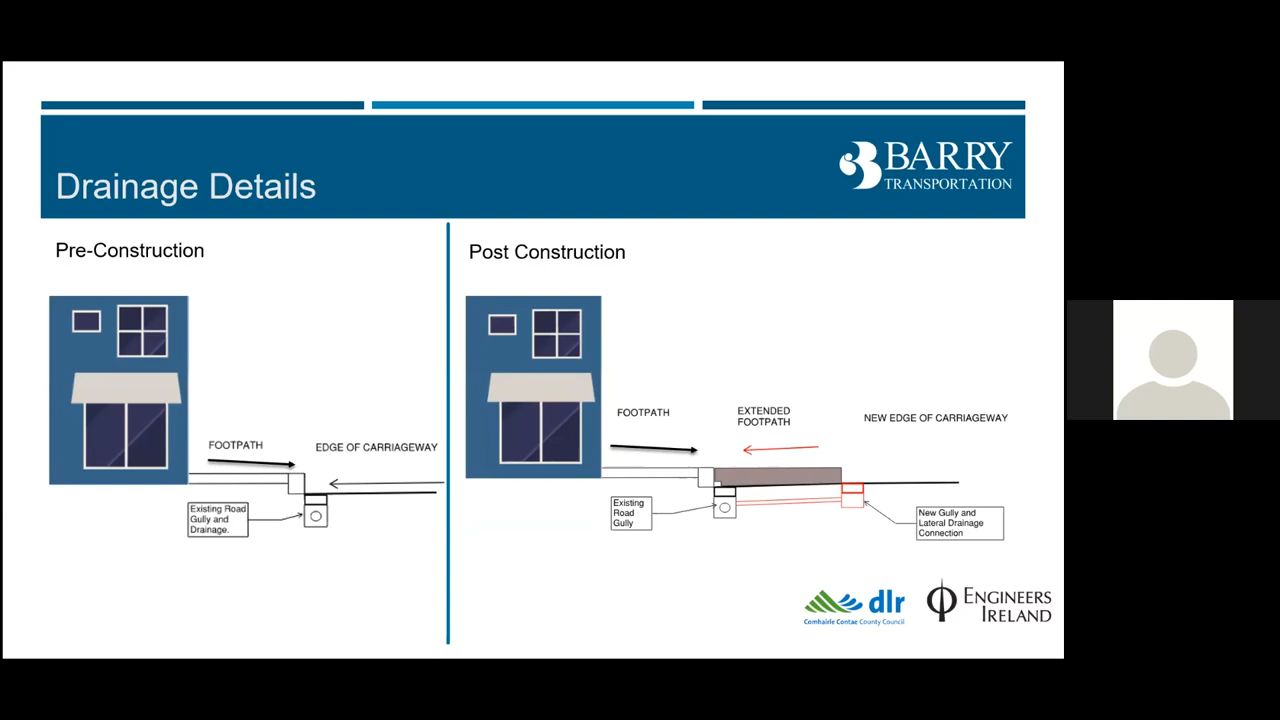 BARRY
TRANSPORTATION
Drainage Details
Pre-Construction
FOOTPATH
EDGE OF CARRIAGEWAY
Existing Road
Gully and
Drainage.
Post Construction
FOOTPATH
EXTENDED
FOOTPATH
NEW EDGE OF CARRIAGEWAY
Existing
Road
Gully
New Gully and
Lateral Drainage
Connection
dlr
Comhairle Contae County Council
ENGINEERS
IRELAND